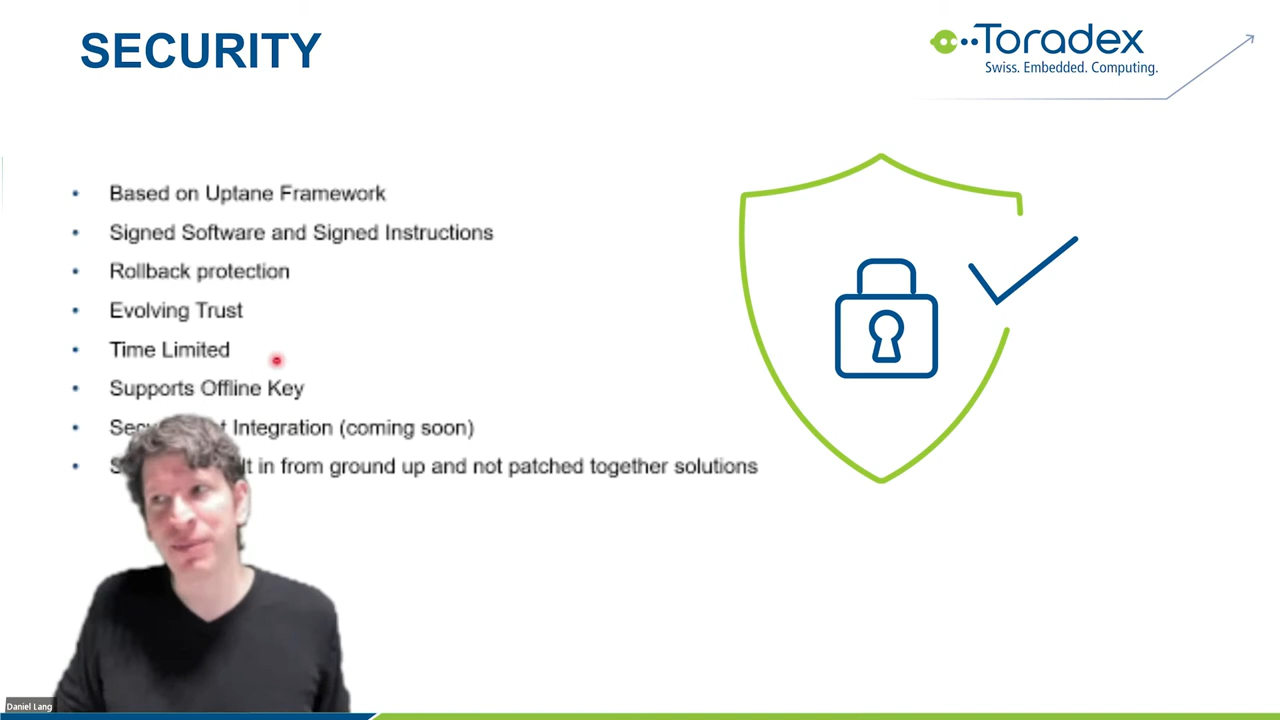 SECURITY
Toradex
Swiss. Embedded. Computing.
• Based on Uptane Framework
• Signed Software and Signed Instructions
• Rollback protection
• Evolving Trust
• Time Limited
• Supports Offline Key
• Integration (coming soon)
• in from ground up and not patched together solutions
Daniel Lang